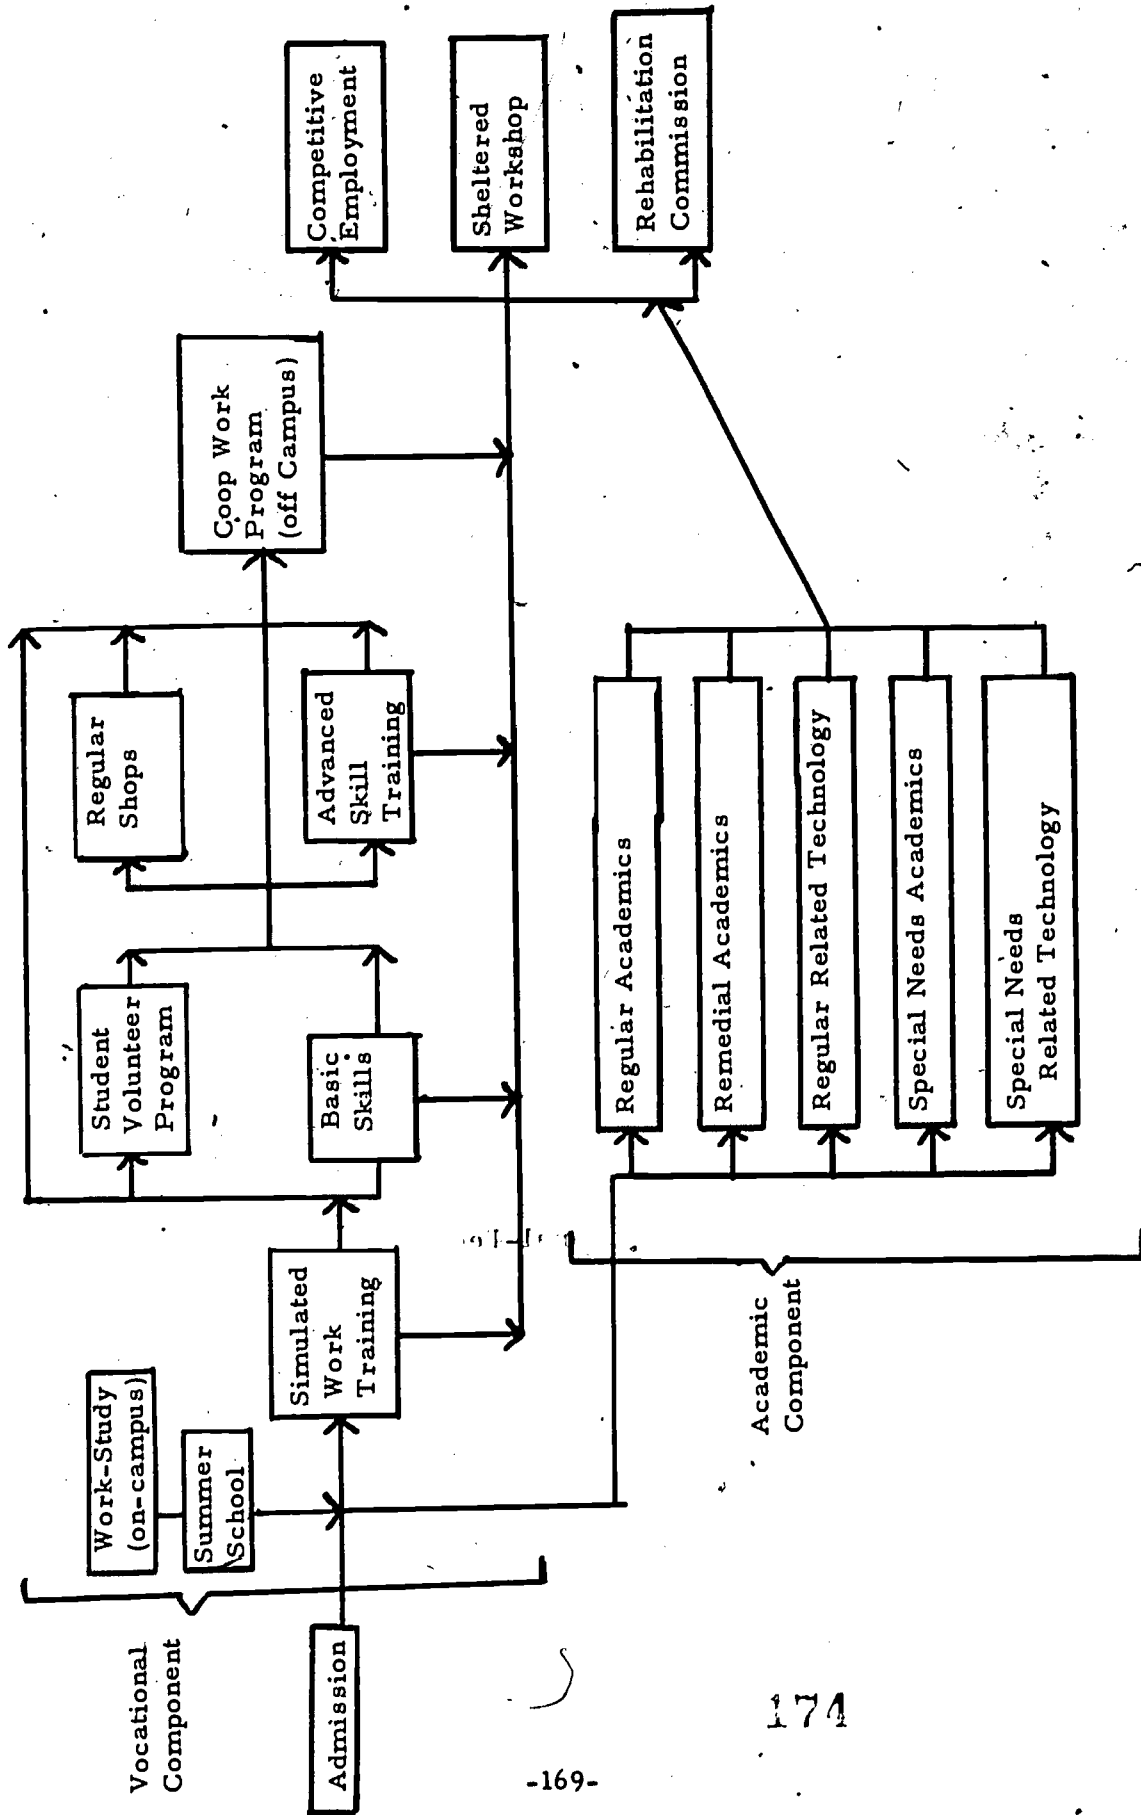 Vocational
Component
Admission
Work-Study
(on-campus)
Summer
School
Simulated
Work
Training
Student
Volunteer
Program
Basic
Skills
Regular
Shops
Advanced
Skill
Training
Coop Work
Program
(off Campus)
Competitive
Employment
Sheltered
Workshop
Rehabilitation
Commission
Academic
Component
Regular Academics
Remedial Academics
Regular Related Technology
Special Needs Academics
Special Needs
Related Technology
174
-169-